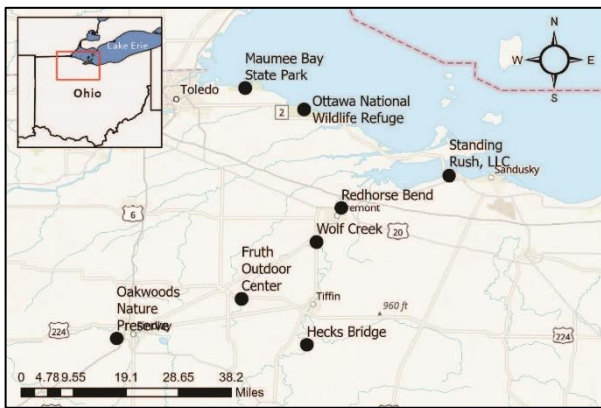 Lake Erie
Ohio
N
W
E
S
Maumee Bay
State Park
Toledo
2
Ottawa National
Wildlife Refuge
Standing
Rush, LLC
Sandusky
Redhorse Bend
6
20
Wolf Creek
Fruth
Outdoor
Center
Oakwoods
Nature
Preserve
Tiffin
960 ft
224
224
Hecks Bridge
0 4.78 9.55 19.1 28.65 38.2
Miles